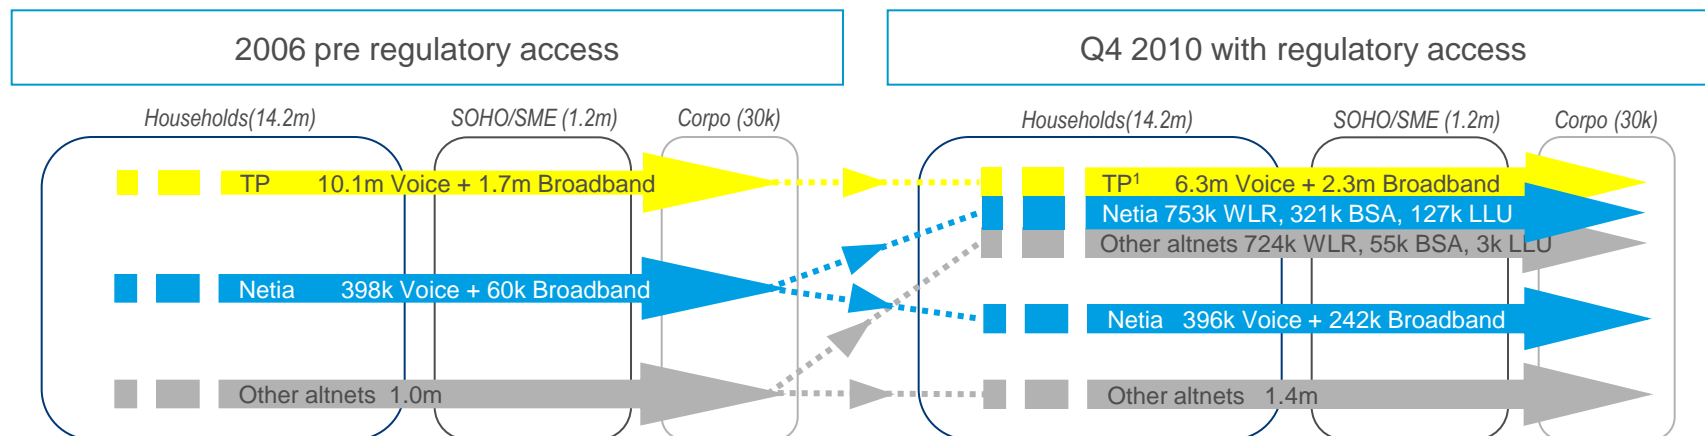 2006 pre regulatory access
Households(14.2m)
SOHO/SME (1.2m)
Corpo (30k)
TP 10.1m Voice + 1.7m Broadband
Netia 398k Voice + 60k Broadband
Other altnets 1.0m
Q4 2010 with regulatory access
Households(14.2m)
SOHO/SME (1.2m)
Corpo (30k)
TP¹ 6.3m Voice + 2.3m Broadband
Netia 753k WLR, 321k BSA, 127k LLU
Other altnets 724k WLR, 55k BSA, 3k LLU
Netia 396k Voice + 242k Broadband
Other altnets 1.4m